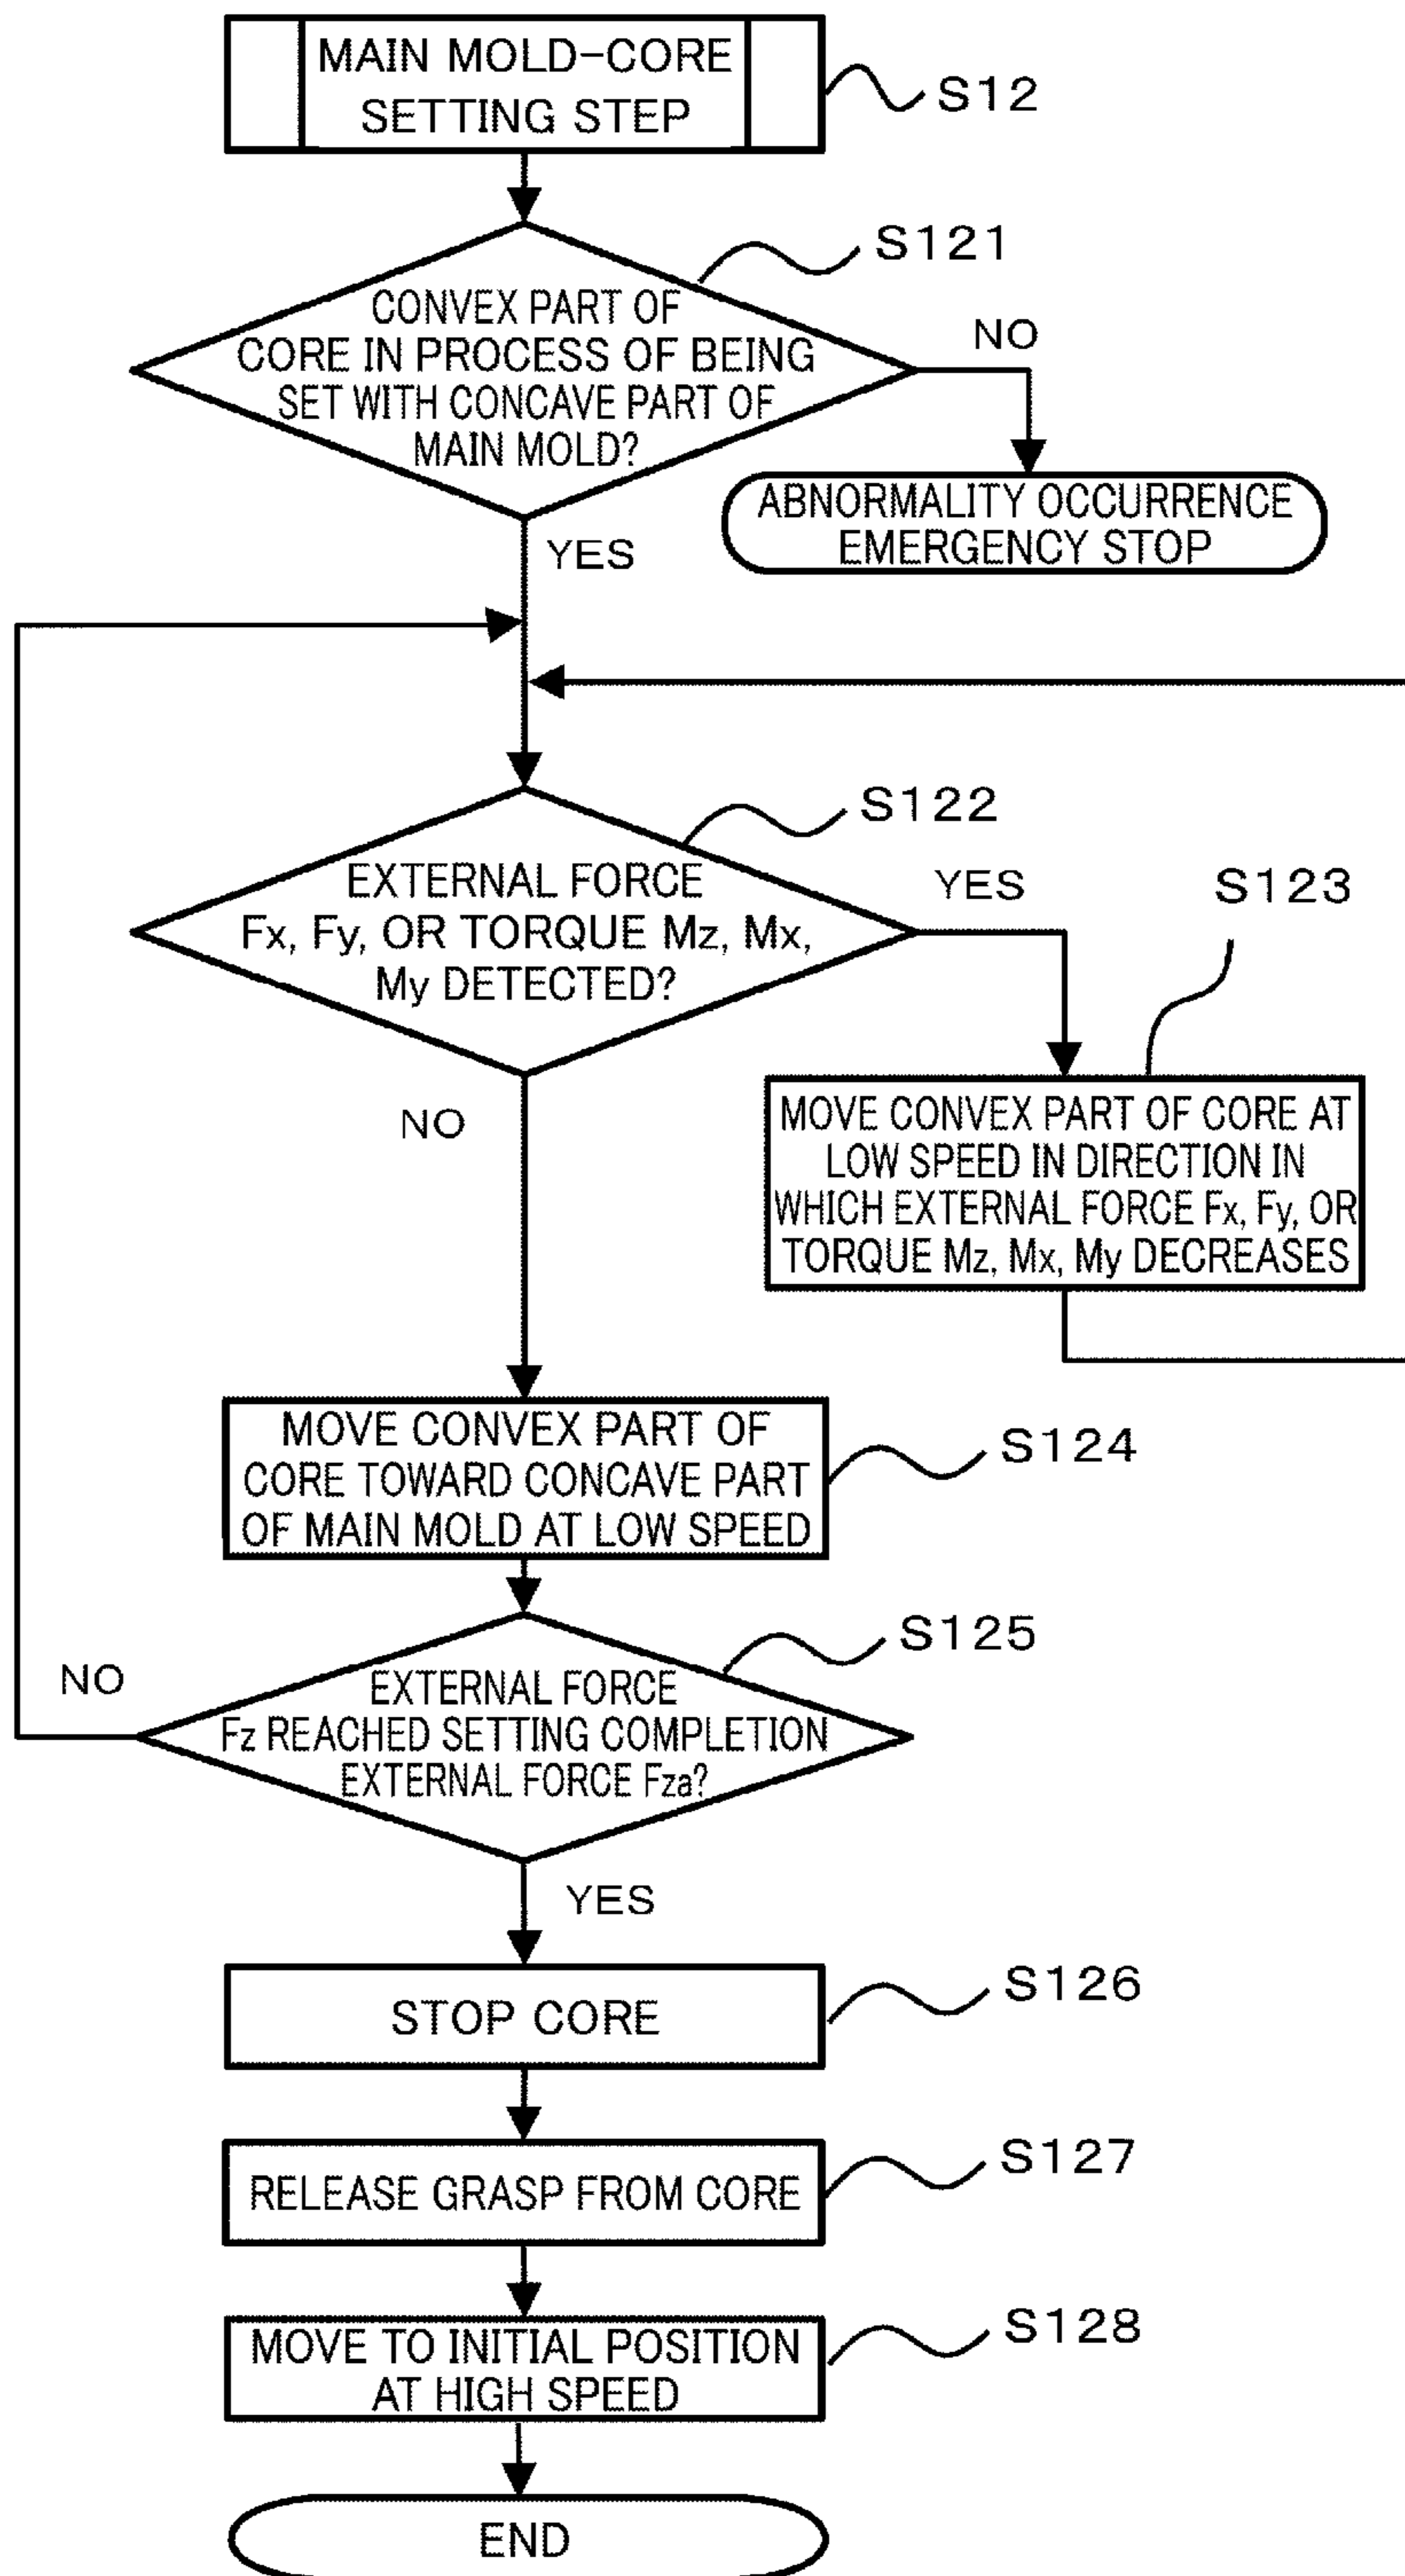 MAIN MOLD-CORE
SETTING STEP
S12
S121
CONVEX PART OF
CORE IN PROCESS OF BEING
SET WITH CONCAVE PART OF
MAIN MOLD?
NO
ABNORMALITY OCCURRENCE
EMERGENCY STOP
YES
S122
EXTERNAL FORCE
Fx, Fy, OR TORQUE Mz, Mx,
My DETECTED?
YES
S123
NO
MOVE CONVEX PART OF CORE AT
LOW SPEED IN DIRECTION IN
WHICH EXTERNAL FORCE Fx, Fy, OR
TORQUE Mz, Mx, My DECREASES
MOVE CONVEX PART OF
CORE TOWARD CONCAVE PART
OF MAIN MOLD AT LOW SPEED
S124
S125
NO
EXTERNAL FORCE
Fz REACHED SETTING COMPLETION
EXTERNAL FORCE Fza?
YES
STOP CORE
S126
RELEASE GRASP FROM CORE
S127
MOVE TO INITIAL POSITION
AT HIGH SPEED
S128
END